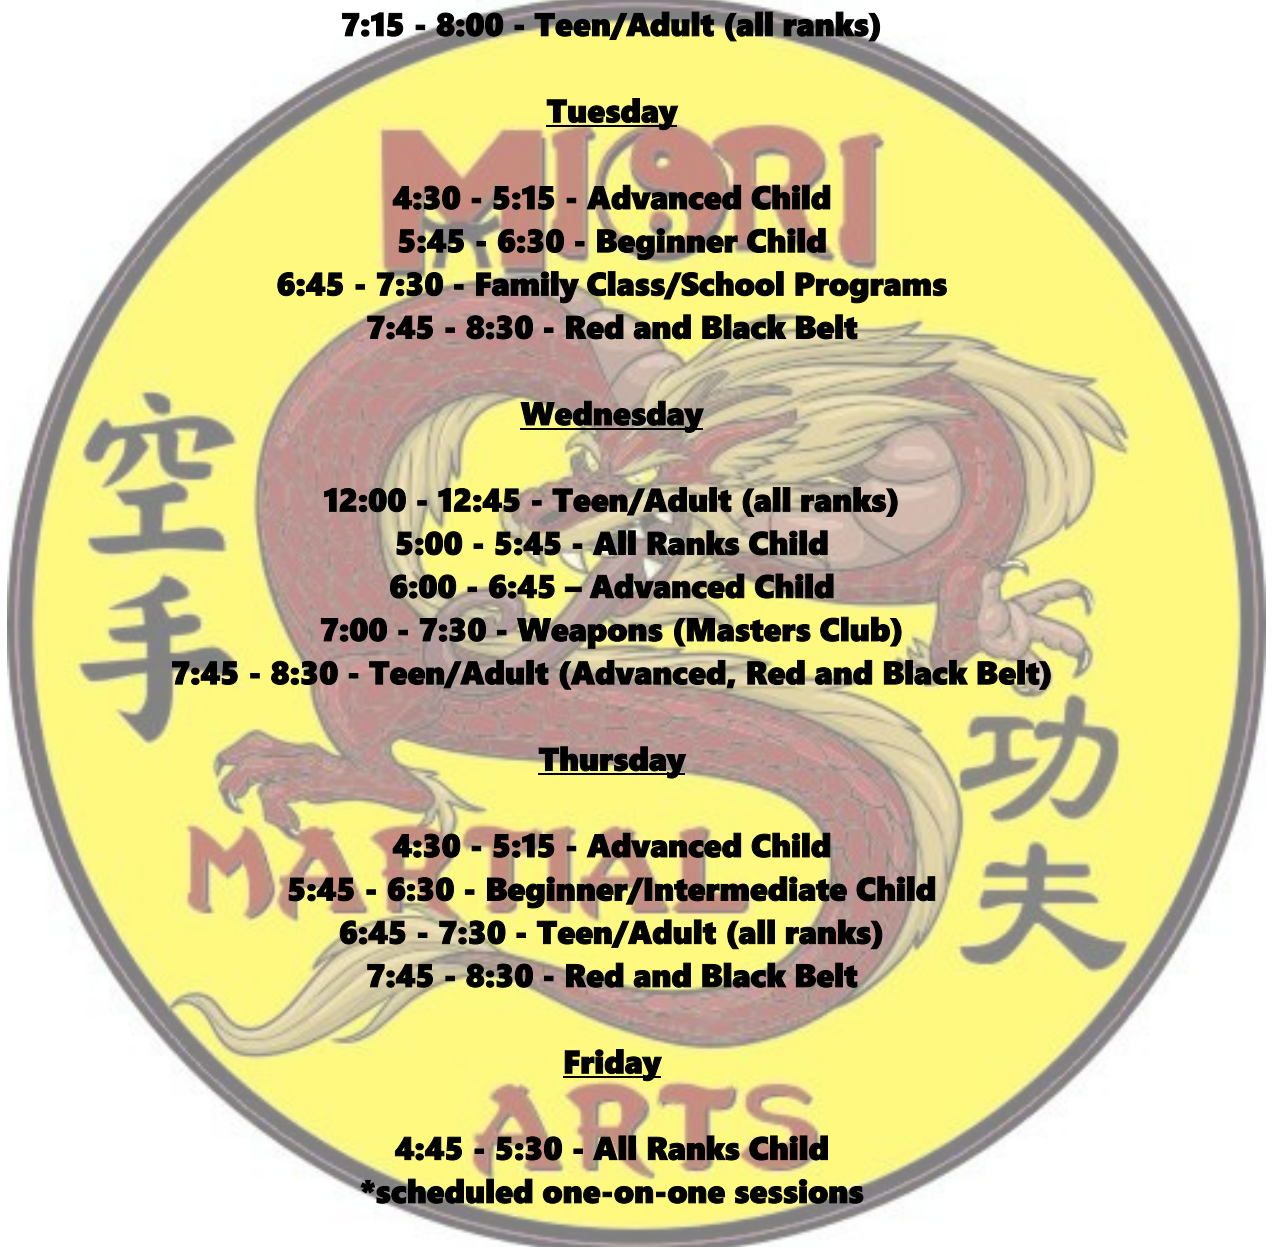 7:15 - 8:00 - Teen/Adult (all ranks)
Tuesday
MIORI
4:30 - 5:15 - Advanced Child
5:45 - 6:30 - Beginner Child
6:45 - 7:30 - Family Class/School Programs
7:45 - 8:30 - Red and Black Belt
Wednesday
空手
12:00 - 12:45 - Teen/Adult (all ranks)
5:00 - 5:45 - All Ranks Child
6:00 - 6:45 – Advanced Child
7:00 - 7:30 - Weapons (Masters Club)
7:45 - 8:30 - Teen/Adult (Advanced, Red and Black Belt)
功夫
Thursday
MARTIAL
4:30 - 5:15 - Advanced Child
5:45 - 6:30 - Beginner/Intermediate Child
6:45 - 7:30 - Teen/Adult (all ranks)
7:45 - 8:30 - Red and Black Belt
Friday
ARTS
4:45 - 5:30 - All Ranks Child
*scheduled one-on-one sessions